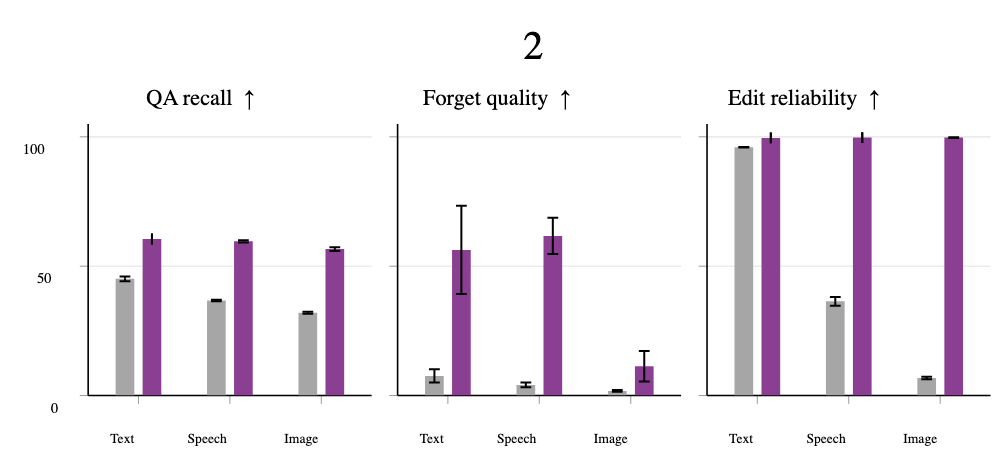 2
QA recall ↑
Forget quality ↑
Edit reliability ↑
100
50
0
Text Speech Image
Text Speech Image
Text Speech Image